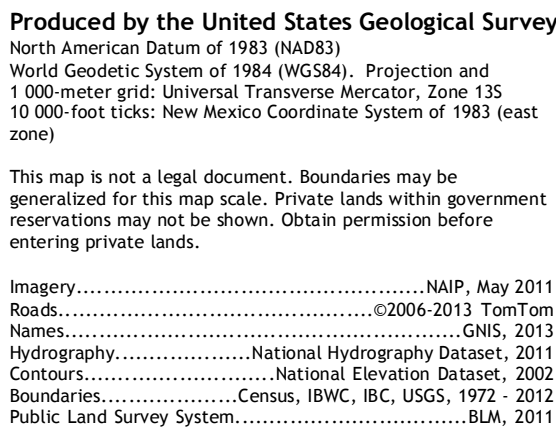 Produced by the United States Geological Survey
North American Datum of 1983 (NAD83)
World Geodetic System of 1984 (WGS84).  Projection and
1 000-meter grid: Universal Transverse Mercator, Zone 13S
10 000-foot ticks: New Mexico Coordinate System of 1983 (east
zone)
This map is not a legal document. Boundaries may be
generalized for this map scale. Private lands within government
reservations may not be shown. Obtain permission before
entering private lands.
Imagery..................................................NAIP, May 2011
Roads.............................................©2006-2013 TomTom
Names.........................................................GNIS, 2013
Hydrography....................National Hydrography Dataset, 2011
Contours............................National Elevation Dataset, 2002
Boundaries....................Census, IBWC, IBC, USGS, 1972 - 2012
Public Land Survey System..................................BLM, 2011